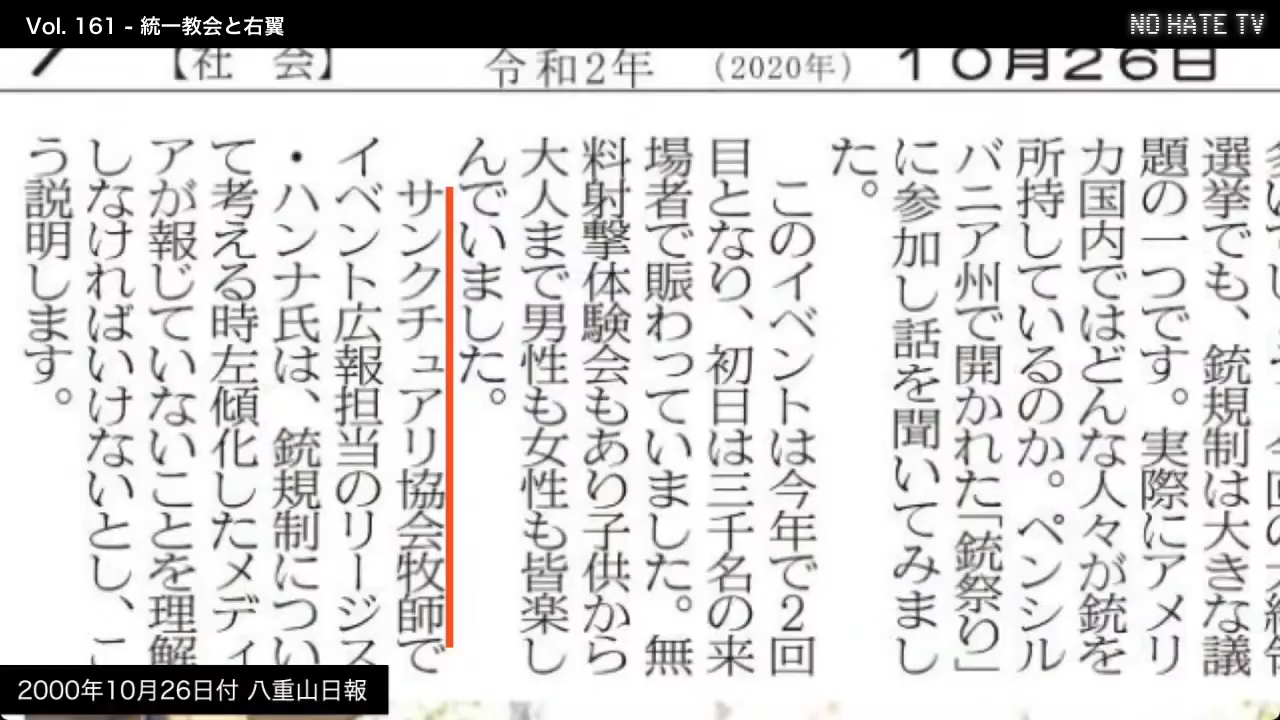 Vol. 161 - 統一教会と右翼
NO HATE TV
【社　会】　令和2年　（2020年）　10月26日
選挙でも、銃規制は大きな議
題の一つです。実際にアメリ
カ国内ではどんな人々が銃を
所持しているのか。ペンシル
バニア州で開かれた「銃祭り」
に参加し話を聞いてみまし
た。
このイベントは今年で２回
目となり、初日は三千名の来
場者で賑わっていました。無
料射撃体験会もあり子供から
大人まで男性も女性も皆楽し
んでいました。
サンクチュアリ協会牧師で
イベント広報担当のリージス
・ハンナ氏は、銃規制につい
て考える時左傾化したメディ
アが報じていないことを理解
しなければいけないとし、こ
う説明します。
2000年10月26日付 八重山日報